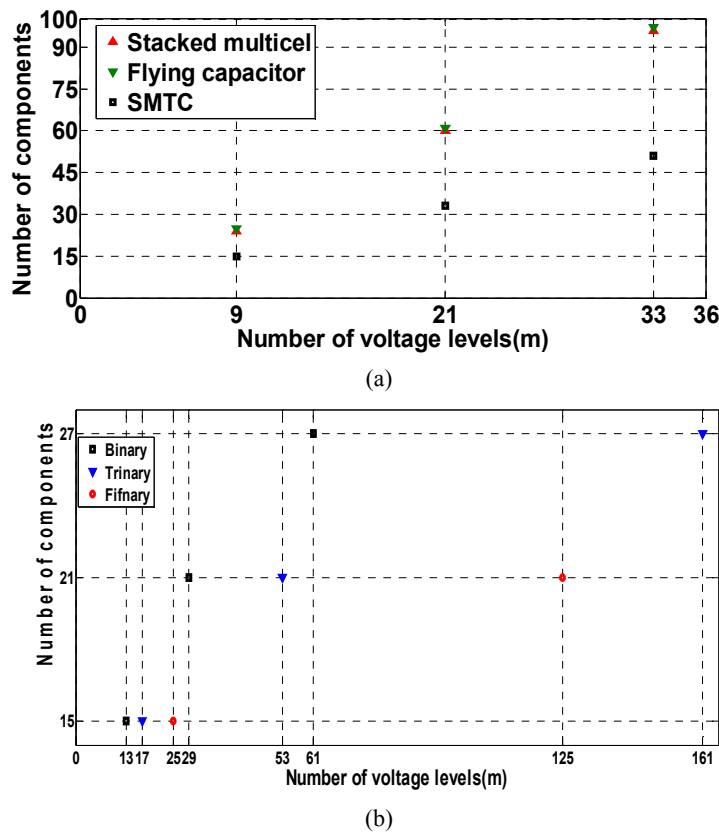 100
90
75
60
45
30
15
0
Number of components
Stacked multicel
Flying capacitor
SMTC
0 9 21 33 36
Number of voltage levels(m)
(a)
27
21
15
Number of components
Binary
Trinary
Fifnary
0 13 17 25 29 53 61 125 161
Number of voltage levels(m)
(b)